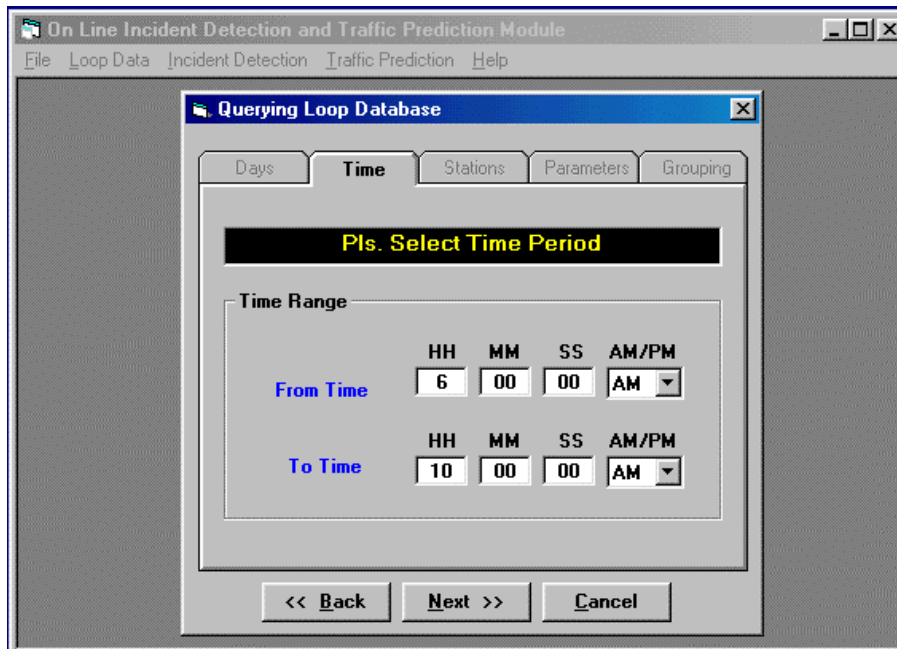 On Line Incident Detection and Traffic Prediction Module
File Loop Data Incident Detection Traffic Prediction Help
Querying Loop Database
Days Time Stations Parameters Grouping
Pls. Select Time Period
Time Range
HH MM SS AM/PM
From Time 6 00 00 AM
HH MM SS AM/PM
To Time 10 00 00 AM
<< Back Next >> Cancel